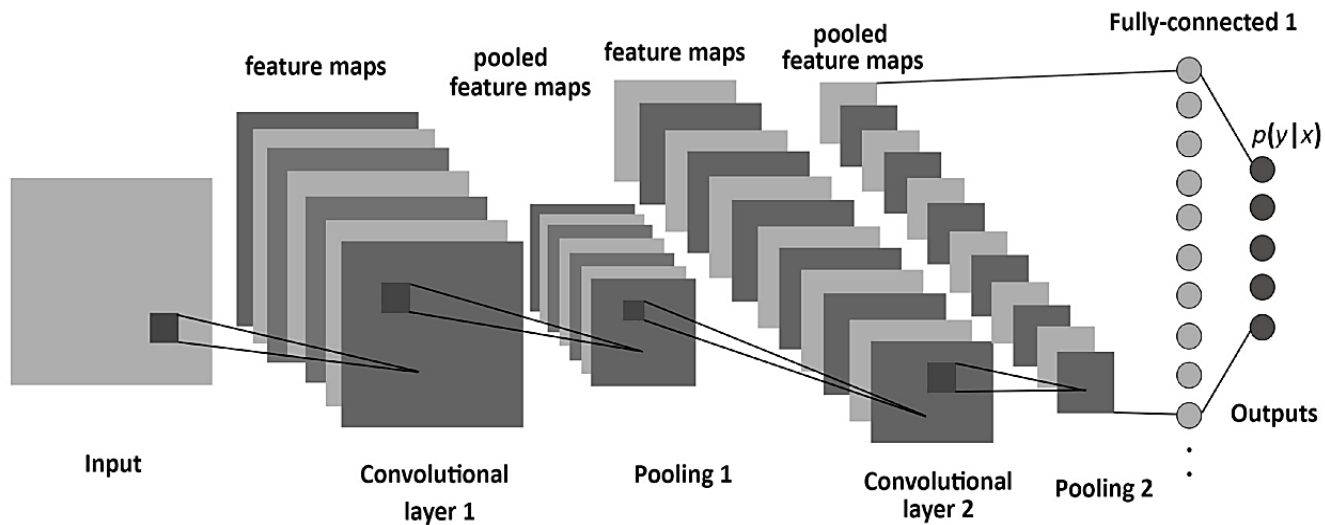 feature maps
pooled
feature maps
feature maps
pooled
feature maps
Fully-connected 1
p(y|x)
Outputs
Input
Convolutional
layer 1
Pooling 1
Convolutional
layer 2
Pooling 2